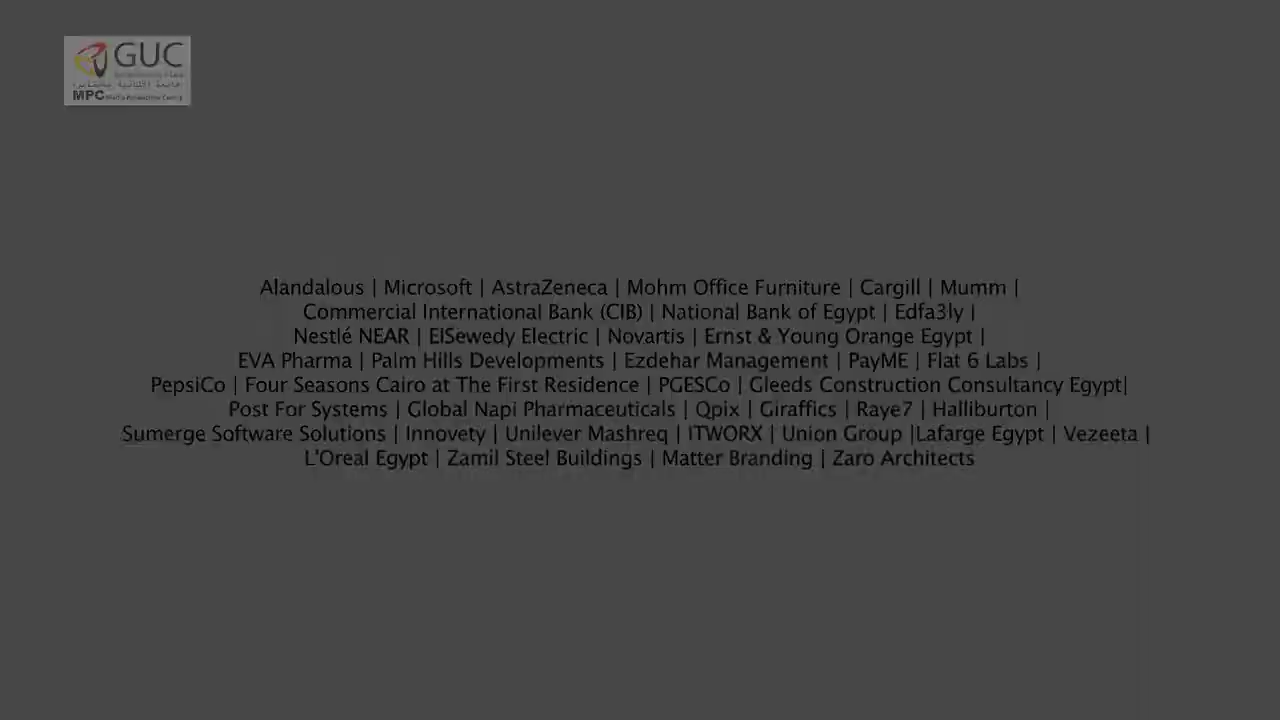 GUC
MPC Media Production Center
Alandalous | Microsoft | AstraZeneca | Mohm Office Furniture | Cargill | Mumm |
Commercial International Bank (CIB) | National Bank of Egypt | Edfa3ly |
Nestlé NEAR | ElSewedy Electric | Novartis | Ernst & Young Orange Egypt |
EVA Pharma | Palm Hills Developments | Ezdehar Management | PayME | Flat 6 Labs |
PepsiCo | Four Seasons Cairo at The First Residence | PGESCo | Gleeds Construction Consultancy Egypt|
Post For Systems | Global Napi Pharmaceuticals | Qpix | Giraffics | Raye7 | Halliburton |
Sumerge Software Solutions | Innovety | Unilever Mashreq | ITWORX | Union Group |Lafarge Egypt | Vezeeta |
L'Oreal Egypt | Zamil Steel Buildings | Matter Branding | Zaro Architects